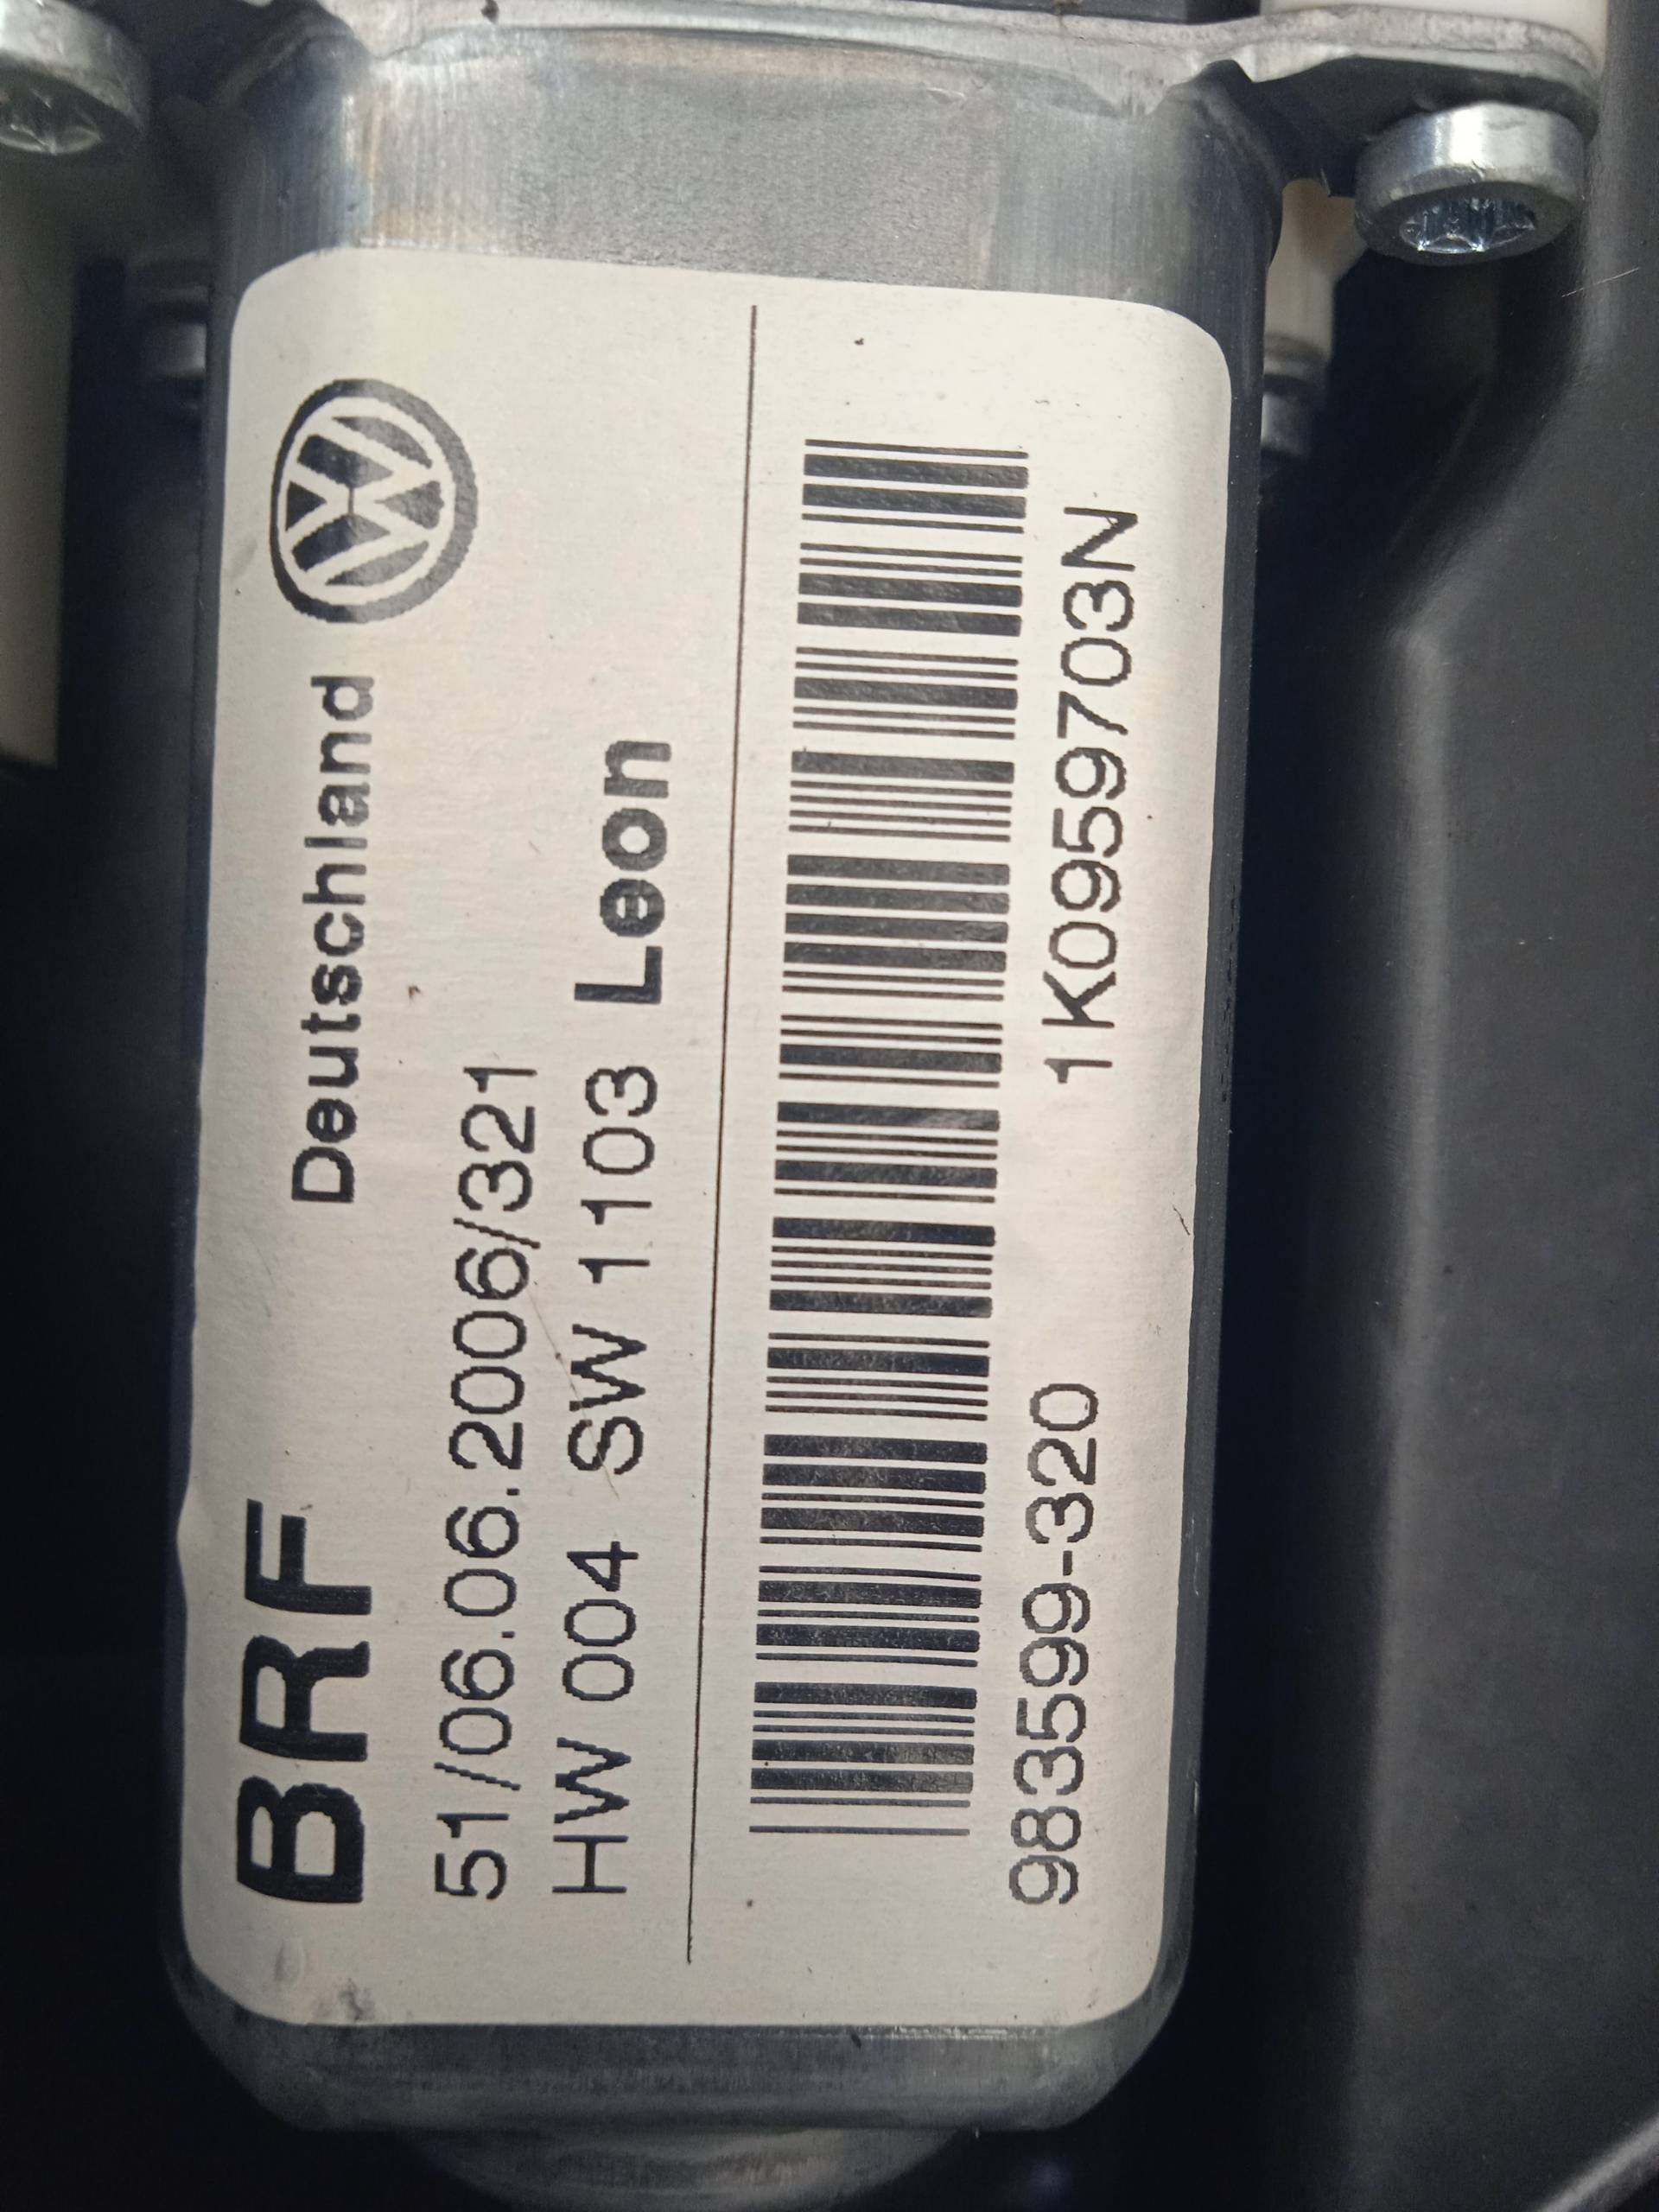 BRF Deutschland
51/06.06.2006/321
HW 004 SW 1103 Leon
983599-320 1K0959703N